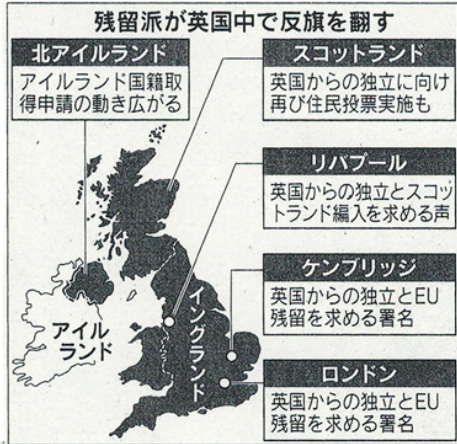 残留派が英国中で反旗を翻す
北アイルランド
アイルランド国籍取
得申請の動き広がる
スコットランド
英国からの独立に向け
再び住民投票実施も
リバプール
英国からの独立とスコッ
トランド編入を求める声
ケンブリッジ
英国からの独立とEU
残留を求める署名
ロンドン
英国からの独立とEU
残留を求める署名
イングランド
アイル
ランド